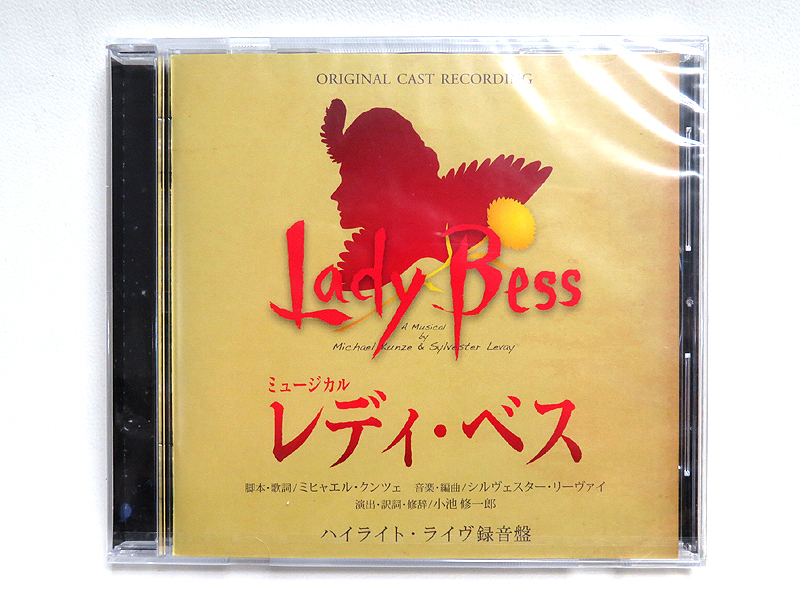 ORIGINAL CAST RECORDING
Lady Bess
A Musical
by
Michael Kunze & Sylvester Levay
ミュージカル
レディ・ベス
脚本・歌詞/ミヒャエル・クンツェ 音楽・編曲/シルヴェスター・リーヴァイ
演出・訳詞・修辞/小池 修一郎
ハイライト・ライヴ録音盤